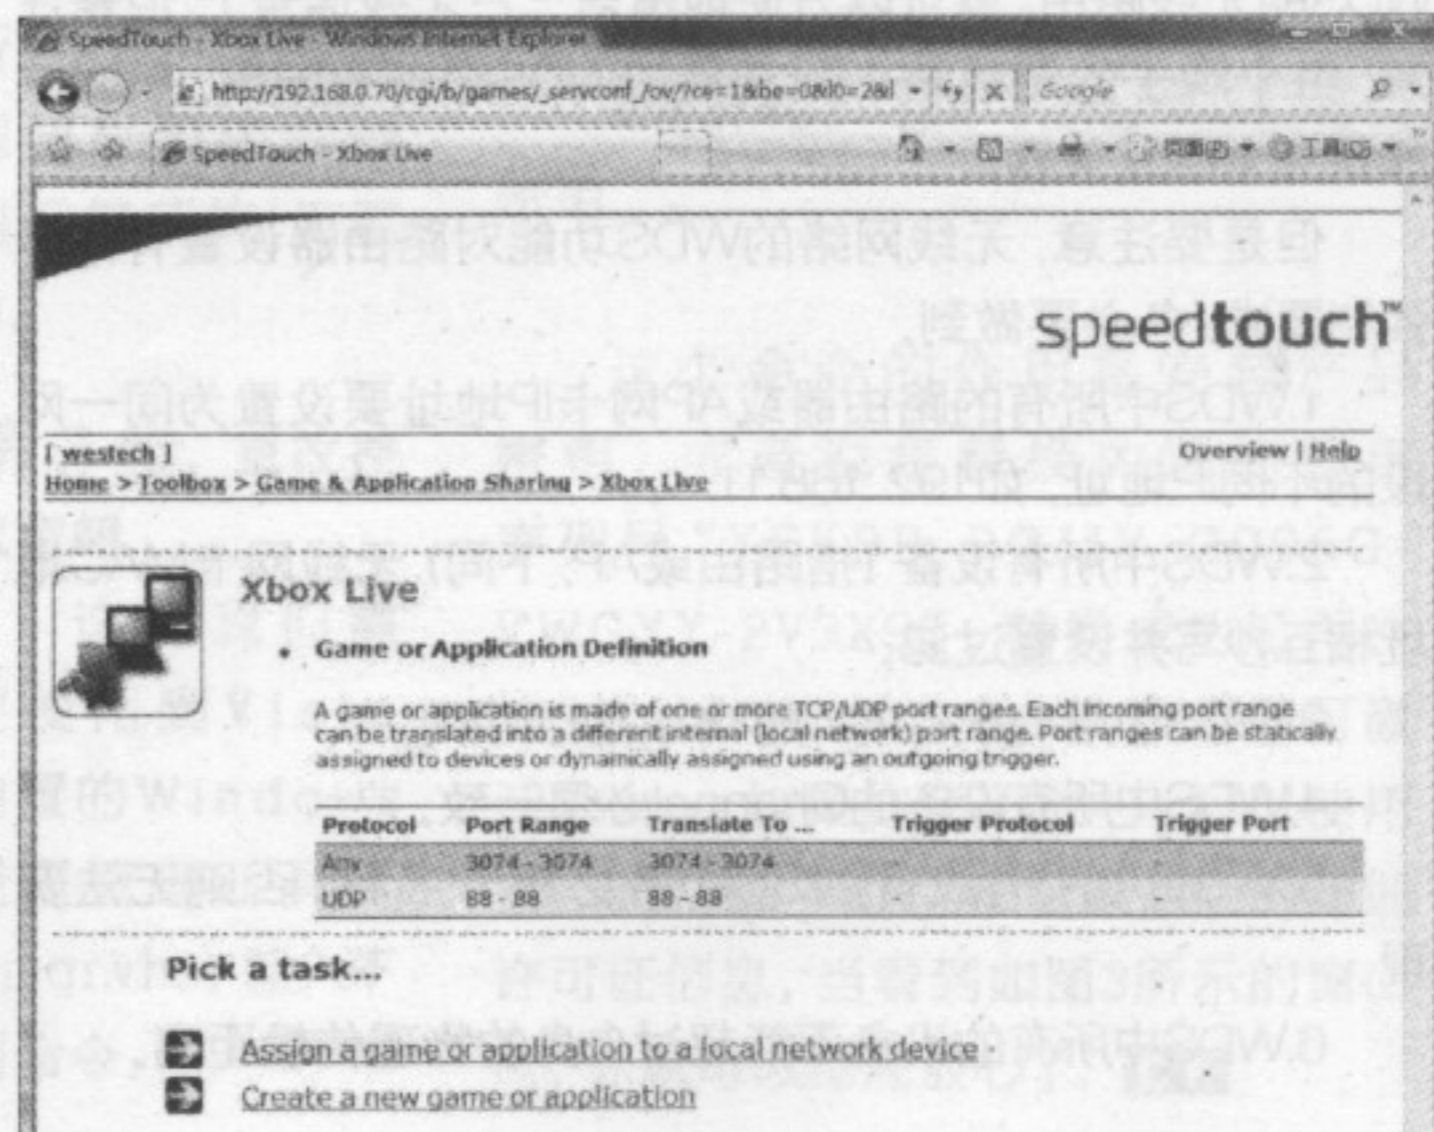 SpeedTouch - Xbox Live - Windows Internet Explorer
http://192.168.0.70/cgi/b/games/_servconf_/ov/?ce=1&be=0&l0=2&l
Google
SpeedTouch - Xbox Live
页面(P)
工具(O)
speedtouch™
[ westech ]
Overview | Help
Home > Toolbox > Game & Application Sharing > Xbox Live
Xbox Live
• Game or Application Definition
A game or application is made of one or more TCP/UDP port ranges. Each incoming port range
can be translated into a different internal (local network) port range. Port ranges can be statically
assigned to devices or dynamically assigned using an outgoing trigger.
Protocol Port Range Translate To ... Trigger Protocol Trigger Port
Any 3074 - 3074 3074 - 3074 - -
UDP 88 - 88 88 - 88 - -
Pick a task...
Assign a game or application to a local network device
Create a new game or application